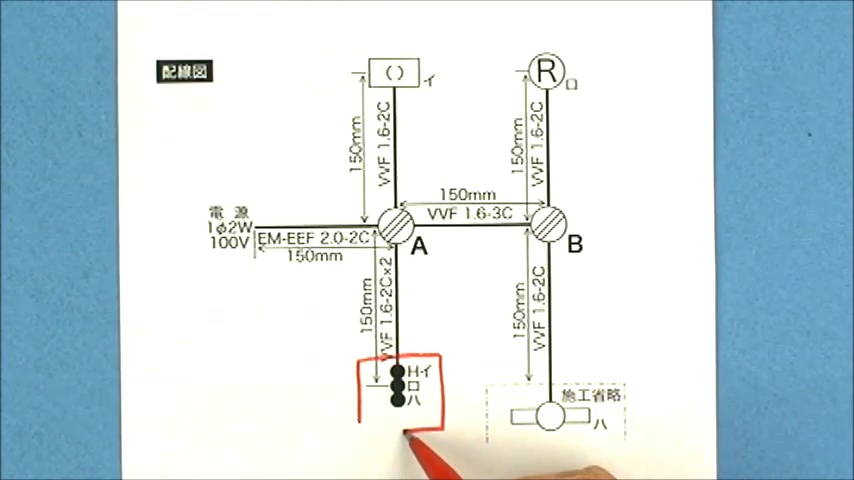 配線図
( )
イ
R
ロ
150mm
VVF 1.6-2C
150mm
VVF 1.6-2C
150mm
VVF 1.6-3C
電 源
1φ2W
100V
EM-EEF 2.0-2C
150mm
A
B
150mm
VVF 1.6-2C×2
150mm
VVF 1.6-2C
H イ
ロ
ハ
施工省略
ハ